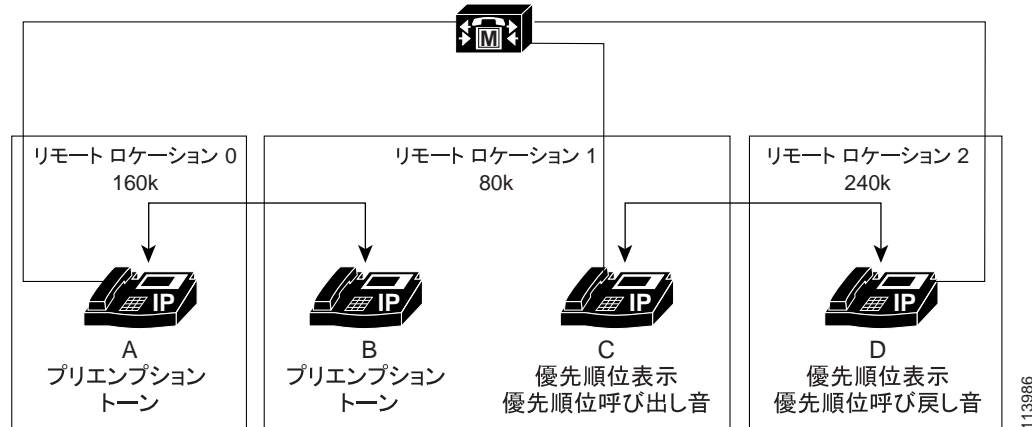 M
リモート ロケーション 0
160k
リモート ロケーション 1
80k
リモート ロケーション 2
240k
IP
IP
IP
IP
A
プリエンプション
トーン
B
プリエンプション
トーン
C
優先順位表示
優先順位呼び出し音
D
優先順位表示
優先順位呼び戻し音
113986